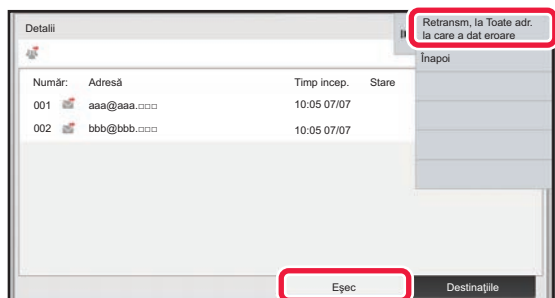 Detalii
Retransm, la Toate adr.
la care a dat eroare
Înapoi
Număr: Adresă Timp incep. Stare
001 aaa@aaa.□□□ 10:05 07/07
002 bbb@bbb.□□□ 10:05 07/07
Eşec Destinaţiile